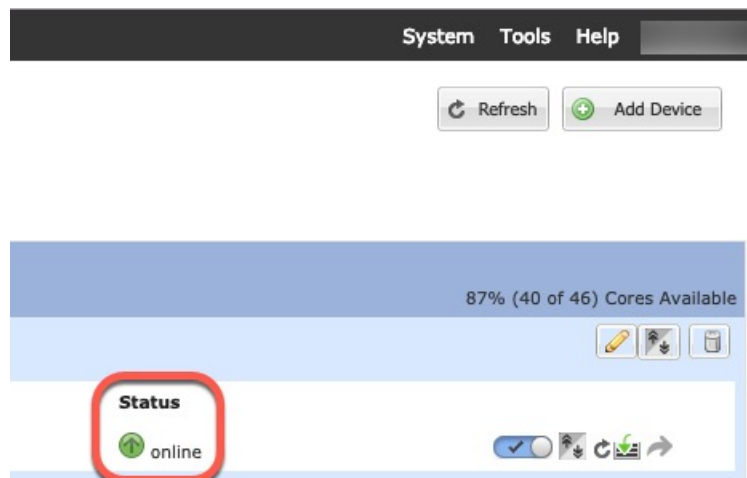 System Tools Help
Refresh Add Device
87% (40 of 46) Cores Available
Status
online